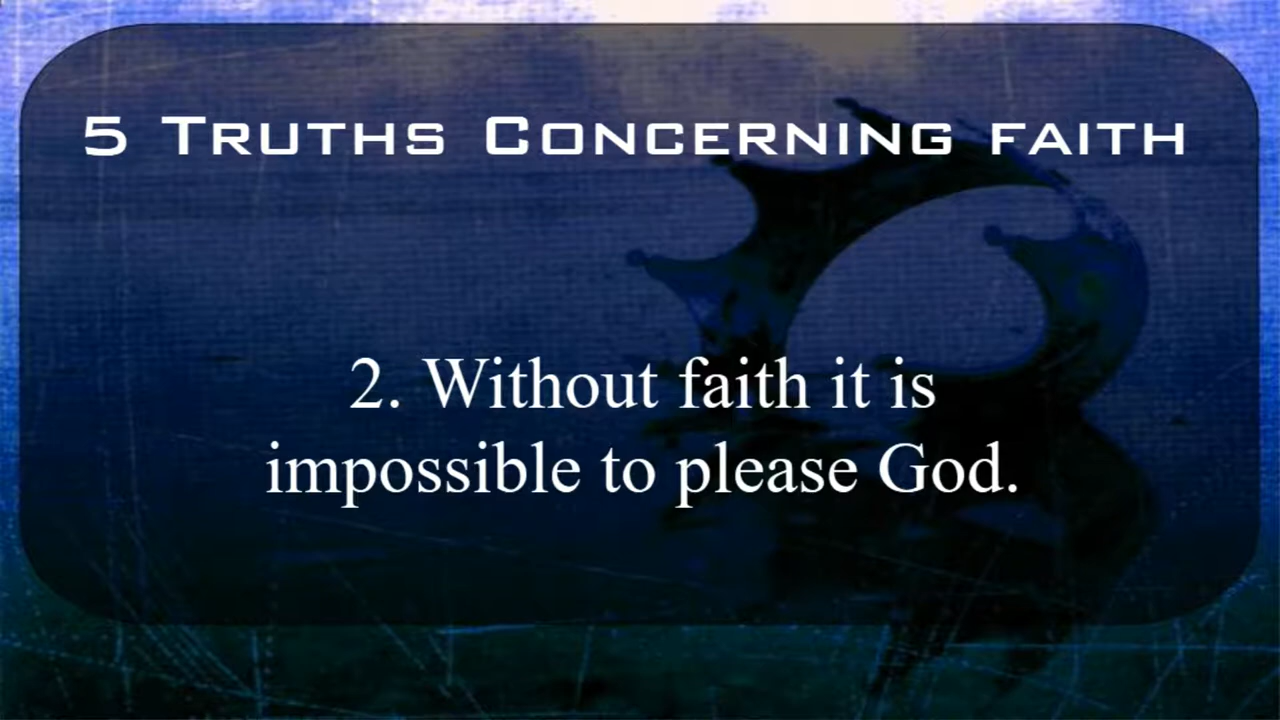 5 Truths Concerning faith
2. Without faith it is
impossible to please God.